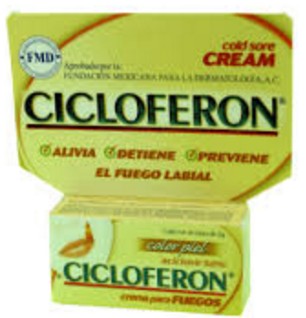 cold sore
CREAM
FMD
Aprobado por la:
FUNDACIÓN MEXICANA PARA LA DERMATOLOGÍA, A.C.
CICLOFERON®
ALIVIA DETIENE PREVIENE
EL FUEGO LABIAL
color piel
CICLOFERON®
crema para FUEGOS